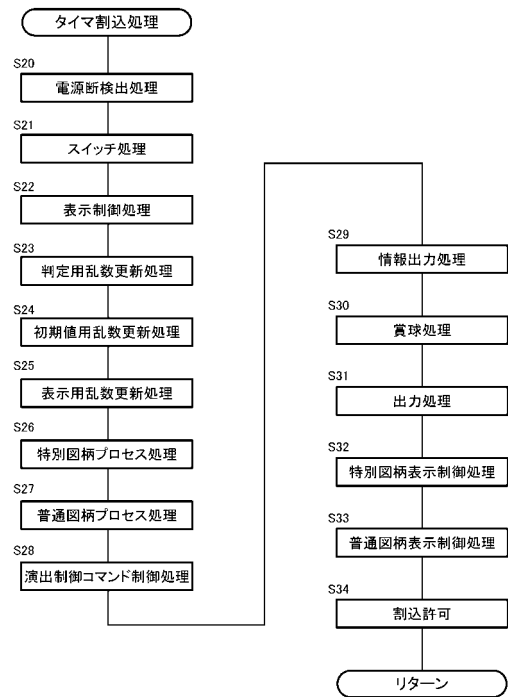 タイマ割込処理
S20
電源断検出処理
S21
スイッチ処理
S22
表示制御処理
S23
判定用乱数更新処理
S24
初期値用乱数更新処理
S25
表示用乱数更新処理
S26
特別図柄プロセス処理
S27
普通図柄プロセス処理
S28
演出制御コマンド制御処理
S29
情報出力処理
S30
賞球処理
S31
出力処理
S32
特別図柄表示制御処理
S33
普通図柄表示制御処理
S34
割込許可
リターン